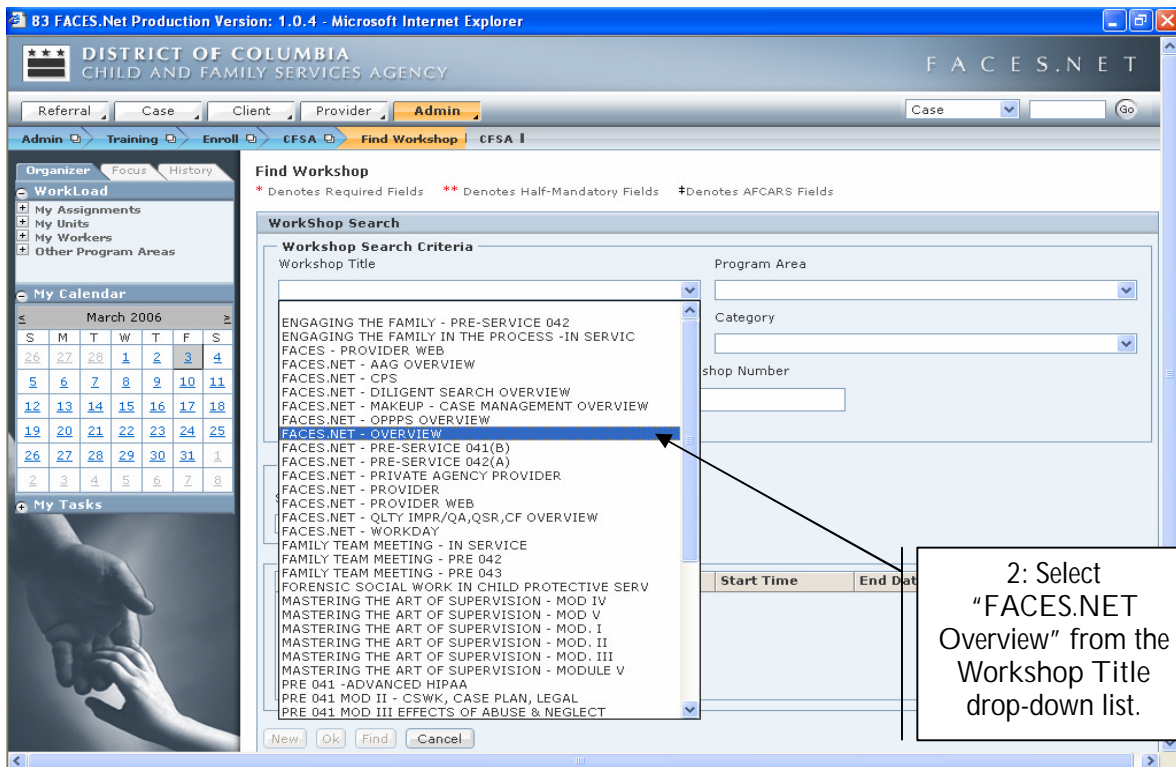 83 FACES.Net Production Version: 1.0.4 - Microsoft Internet Explorer
DISTRICT OF COLUMBIA
CHILD AND FAMILY SERVICES AGENCY
FACES.NET
Referral Case Client Provider Admin Case Go
Admin Training Enroll CFSA Find Workshop CFSA
Organizer Focus History
WorkLoad
My Assignments
My Units
My Workers
Other Program Areas
My Calendar
< March 2006 >
S M T W T F S
26 27 28 1 2 3 4
5 6 7 8 9 10 11
12 13 14 15 16 17 18
19 20 21 22 23 24 25
26 27 28 29 30 31 1
2 3 4 5 6 7 8
My Tasks
Find Workshop
* Denotes Required Fields ** Denotes Half-Mandatory Fields ‡Denotes AFCARS Fields
WorkShop Search
Workshop Search Criteria
Workshop Title Program Area
Category
shop Number
ENGAGING THE FAMILY - PRE-SERVICE 042
ENGAGING THE FAMILY IN THE PROCESS -IN SERVIC
FACES - PROVIDER WEB
FACES.NET - AAG OVERVIEW
FACES.NET - CPS
FACES.NET - DILIGENT SEARCH OVERVIEW
FACES.NET - MAKEUP - CASE MANAGEMENT OVERVIEW
FACES.NET - OPPPS OVERVIEW
FACES.NET - OVERVIEW
FACES.NET - PRE-SERVICE 041(B)
FACES.NET - PRE-SERVICE 042(A)
FACES.NET - PRIVATE AGENCY PROVIDER
FACES.NET - PROVIDER
FACES.NET - PROVIDER WEB
FACES.NET - QLTY IMPR/QA,QSR,CF OVERVIEW
FACES.NET - WORKDAY
FAMILY TEAM MEETING - IN SERVICE
FAMILY TEAM MEETING - PRE 042
FAMILY TEAM MEETING - PRE 043
FORENSIC SOCIAL WORK IN CHILD PROTECTIVE SERV
MASTERING THE ART OF SUPERVISION - MOD IV
MASTERING THE ART OF SUPERVISION - MOD V
MASTERING THE ART OF SUPERVISION - MOD. I
MASTERING THE ART OF SUPERVISION - MOD. II
MASTERING THE ART OF SUPERVISION - MOD. III
MASTERING THE ART OF SUPERVISION - MODULE V
PRE 041 -ADVANCED HIPAA
PRE 041 MOD II - CSWK, CASE PLAN, LEGAL
PRE 041 MOD III EFFECTS OF ABUSE & NEGLECT
Start Time End Dat
New Ok Find Cancel
2: Select
"FACES.NET
Overview" from the
Workshop Title
drop-down list.